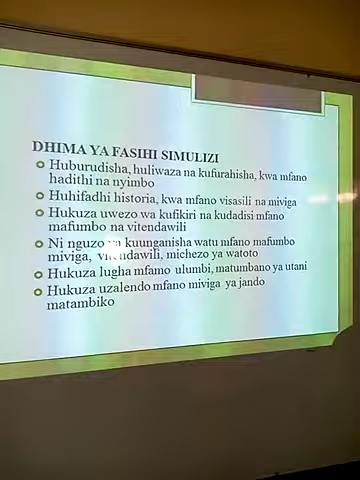 DHIMA YA FASIHI SIMULIZI
Huburudisha, huliwaza na kufurahisha, kwa mfano
hadithi na nyimbo
Huhifadhi historia, kwa mfano visasili na miviga
Hukuza uwezo wa kufikiri na kudadisi mfano
mafumbo na vitendawili
Ni nguzo ya kuunganisha watu mfano mafumbo
miviga, vitendawili, michezo ya watoto
Hukuza lugha mfamo ulumbi, matumbano ya utani
Hukuza uzalendo mfano miviga ya jando
matambiko